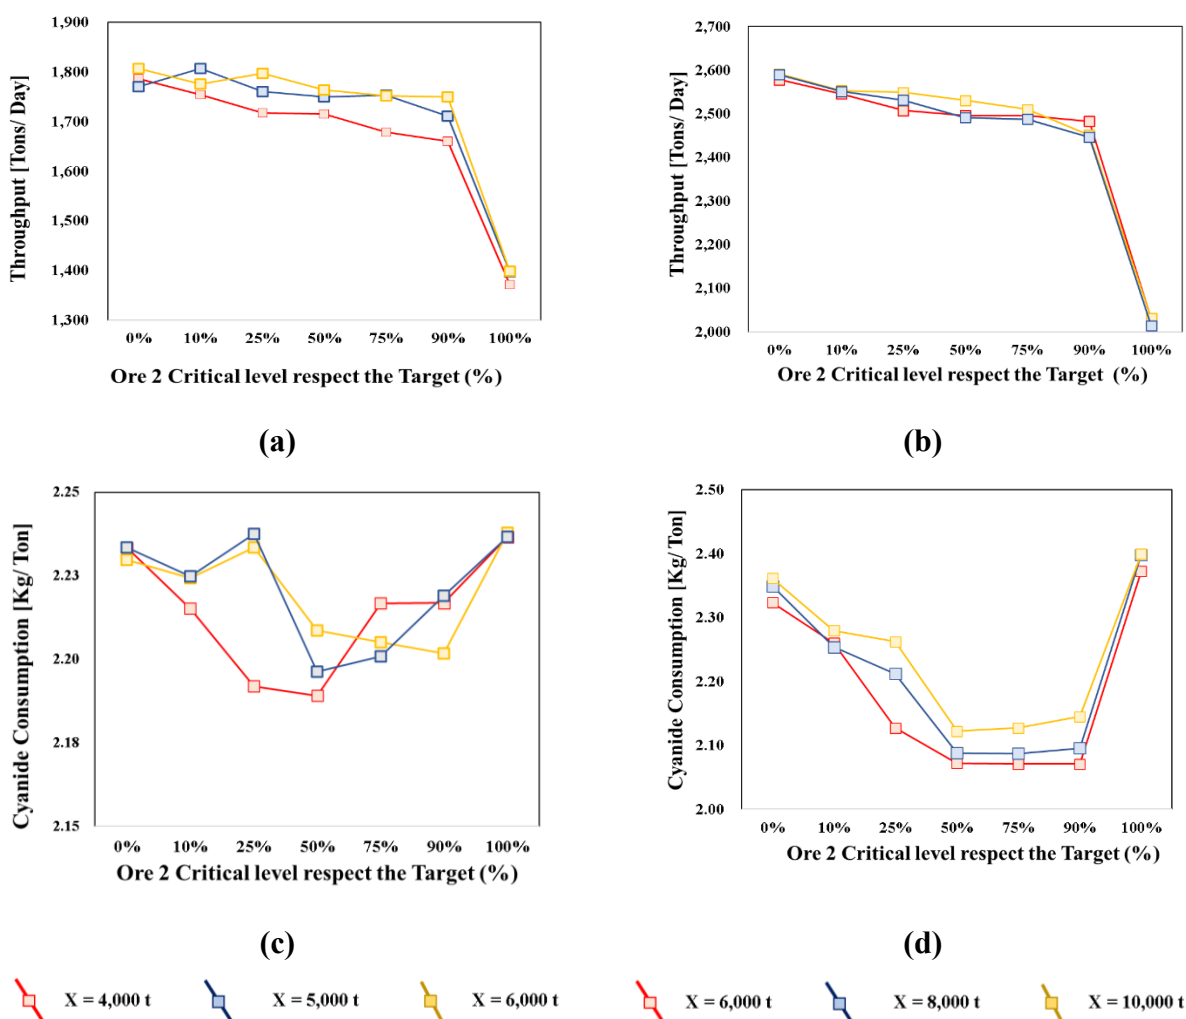 1,900
1,800
1,700
1,600
1,500
1,400
1,300
Throughput [Tons/ Day]
0% 10% 25% 50% 75% 90% 100%
Ore 2 Critical level respect the Target (%)
(a)
2,700
2,600
2,500
2,400
2,300
2,200
2,100
2,000
Throughput [Tons/ Day]
0% 10% 25% 50% 75% 90% 100%
Ore 2 Critical level respect the Target (%)
(b)
2.25
2.23
2.20
2.18
2.15
Cyanide Consumption [Kg/ Ton]
0% 10% 25% 50% 75% 90% 100%
Ore 2 Critical level respect the Target (%)
(c)
2.50
2.40
2.30
2.20
2.10
2.00
Cyanide Consumption [Kg/ Ton]
0% 10% 25% 50% 75% 90% 100%
Ore 2 Critical level respect the Target (%)
(d)
X = 4,000 t X = 5,000 t X = 6,000 t
X = 6,000 t X = 8,000 t X = 10,000 t